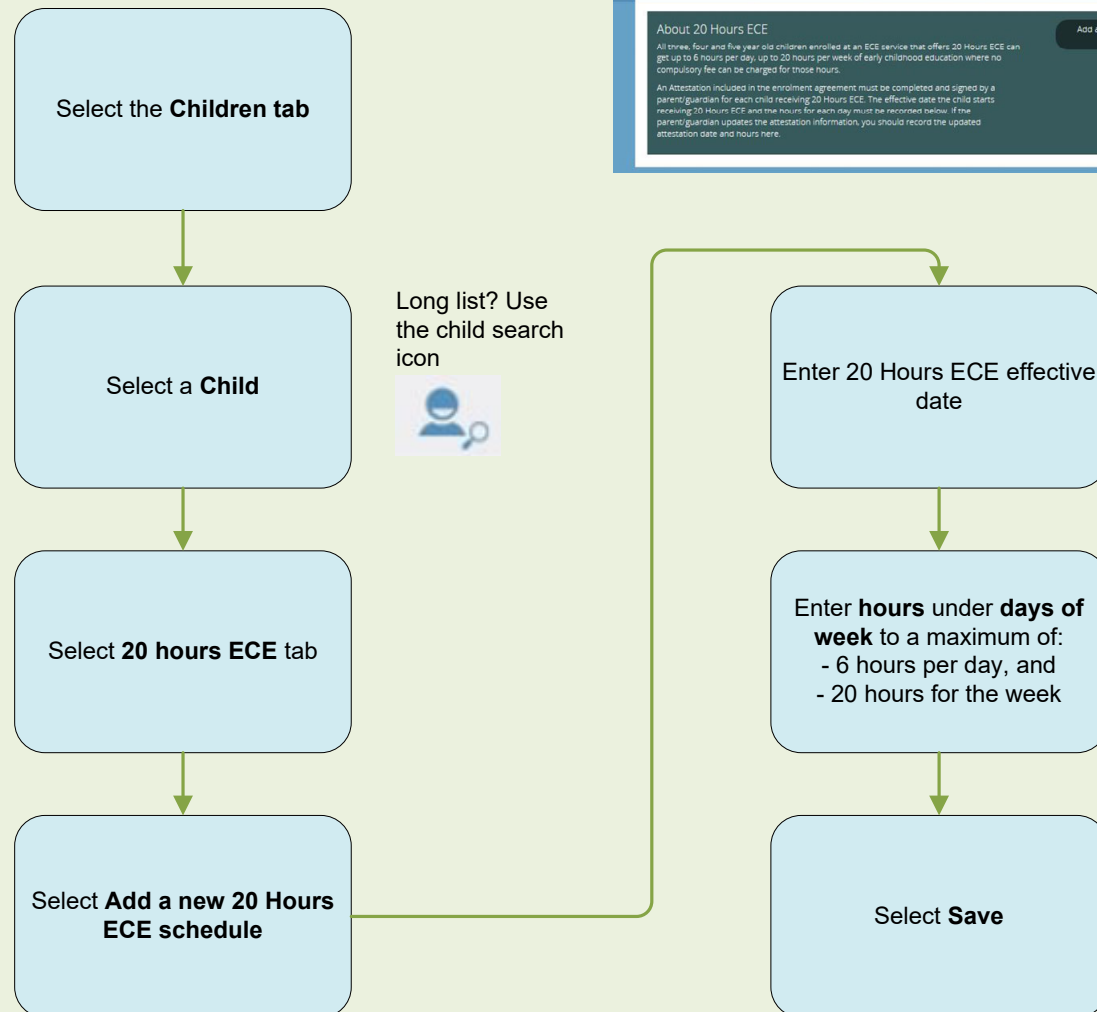 About 20 Hours ECE
All three, four and five year old children enrolled at an ECE service that offers 20 Hours ECE can
get up to 6 hours per day, up to 20 hours per week of early childhood education where no
compulsory fee can be charged for those hours.
An Attestation included in the enrolment agreement must be completed and signed by a
parent/guardian for each child receiving 20 Hours ECE. The effective date the child starts
receiving 20 Hours ECE and the hours for each day must be recorded below. If the
parent/guardian updates the attestation information, you should record the updated
attestation date and hours here.
Add a
Select the Children tab
Select a Child
Long list? Use
the child search
icon
Select 20 hours ECE tab
Select Add a new 20 Hours
ECE schedule
Enter 20 Hours ECE effective
date
Enter hours under days of
week to a maximum of:
- 6 hours per day, and
- 20 hours for the week
Select Save